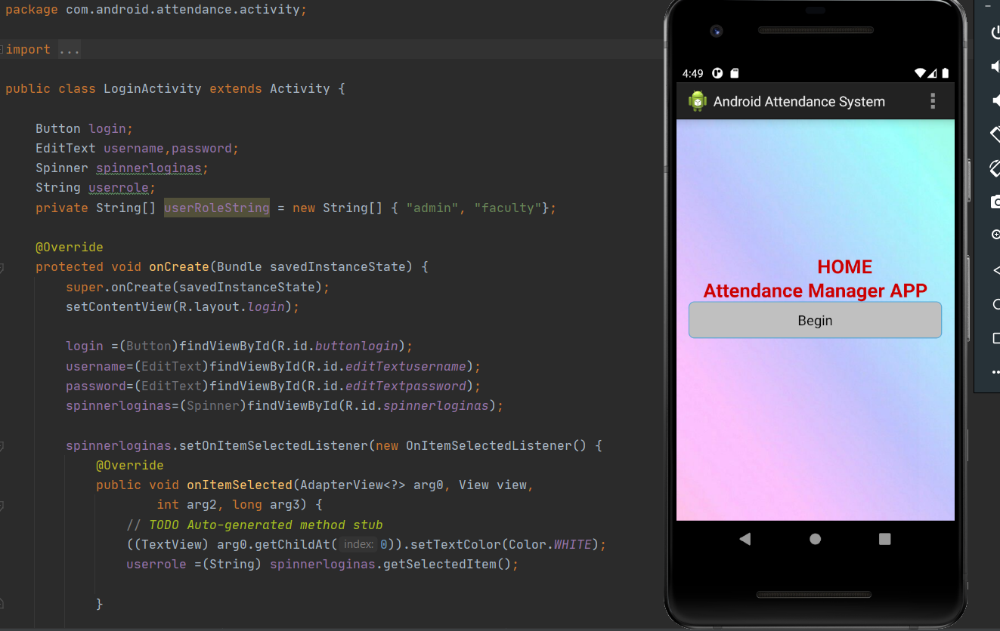 package com.android.attendance.activity;
import ...
public class LoginActivity extends Activity {
Button login;
EditText username,password;
Spinner spinnerloginas;
String userrole;
private String[] userRoleString = new String[] { "admin", "faculty"};
@Override
protected void onCreate(Bundle savedInstanceState) {
super.onCreate(savedInstanceState);
setContentView(R.layout.login);
login =(Button)findViewById(R.id.buttonlogin);
username=(EditText)findViewById(R.id.editTextusername);
password=(EditText)findViewById(R.id.editTextpassword);
spinnerloginas=(Spinner)findViewById(R.id.spinnerloginas);
spinnerloginas.setOnItemSelectedListener(new OnItemSelectedListener() {
@Override
public void onItemSelected(AdapterView<?> arg0, View view,
int arg2, long arg3) {
// TODO Auto-generated method stub
((TextView) arg0.getChildAt( index: 0)).setTextColor(Color.WHITE);
userrole =(String) spinnerloginas.getSelectedItem();
}
4:49
Android Attendance System
HOME
Attendance Manager APP
Begin